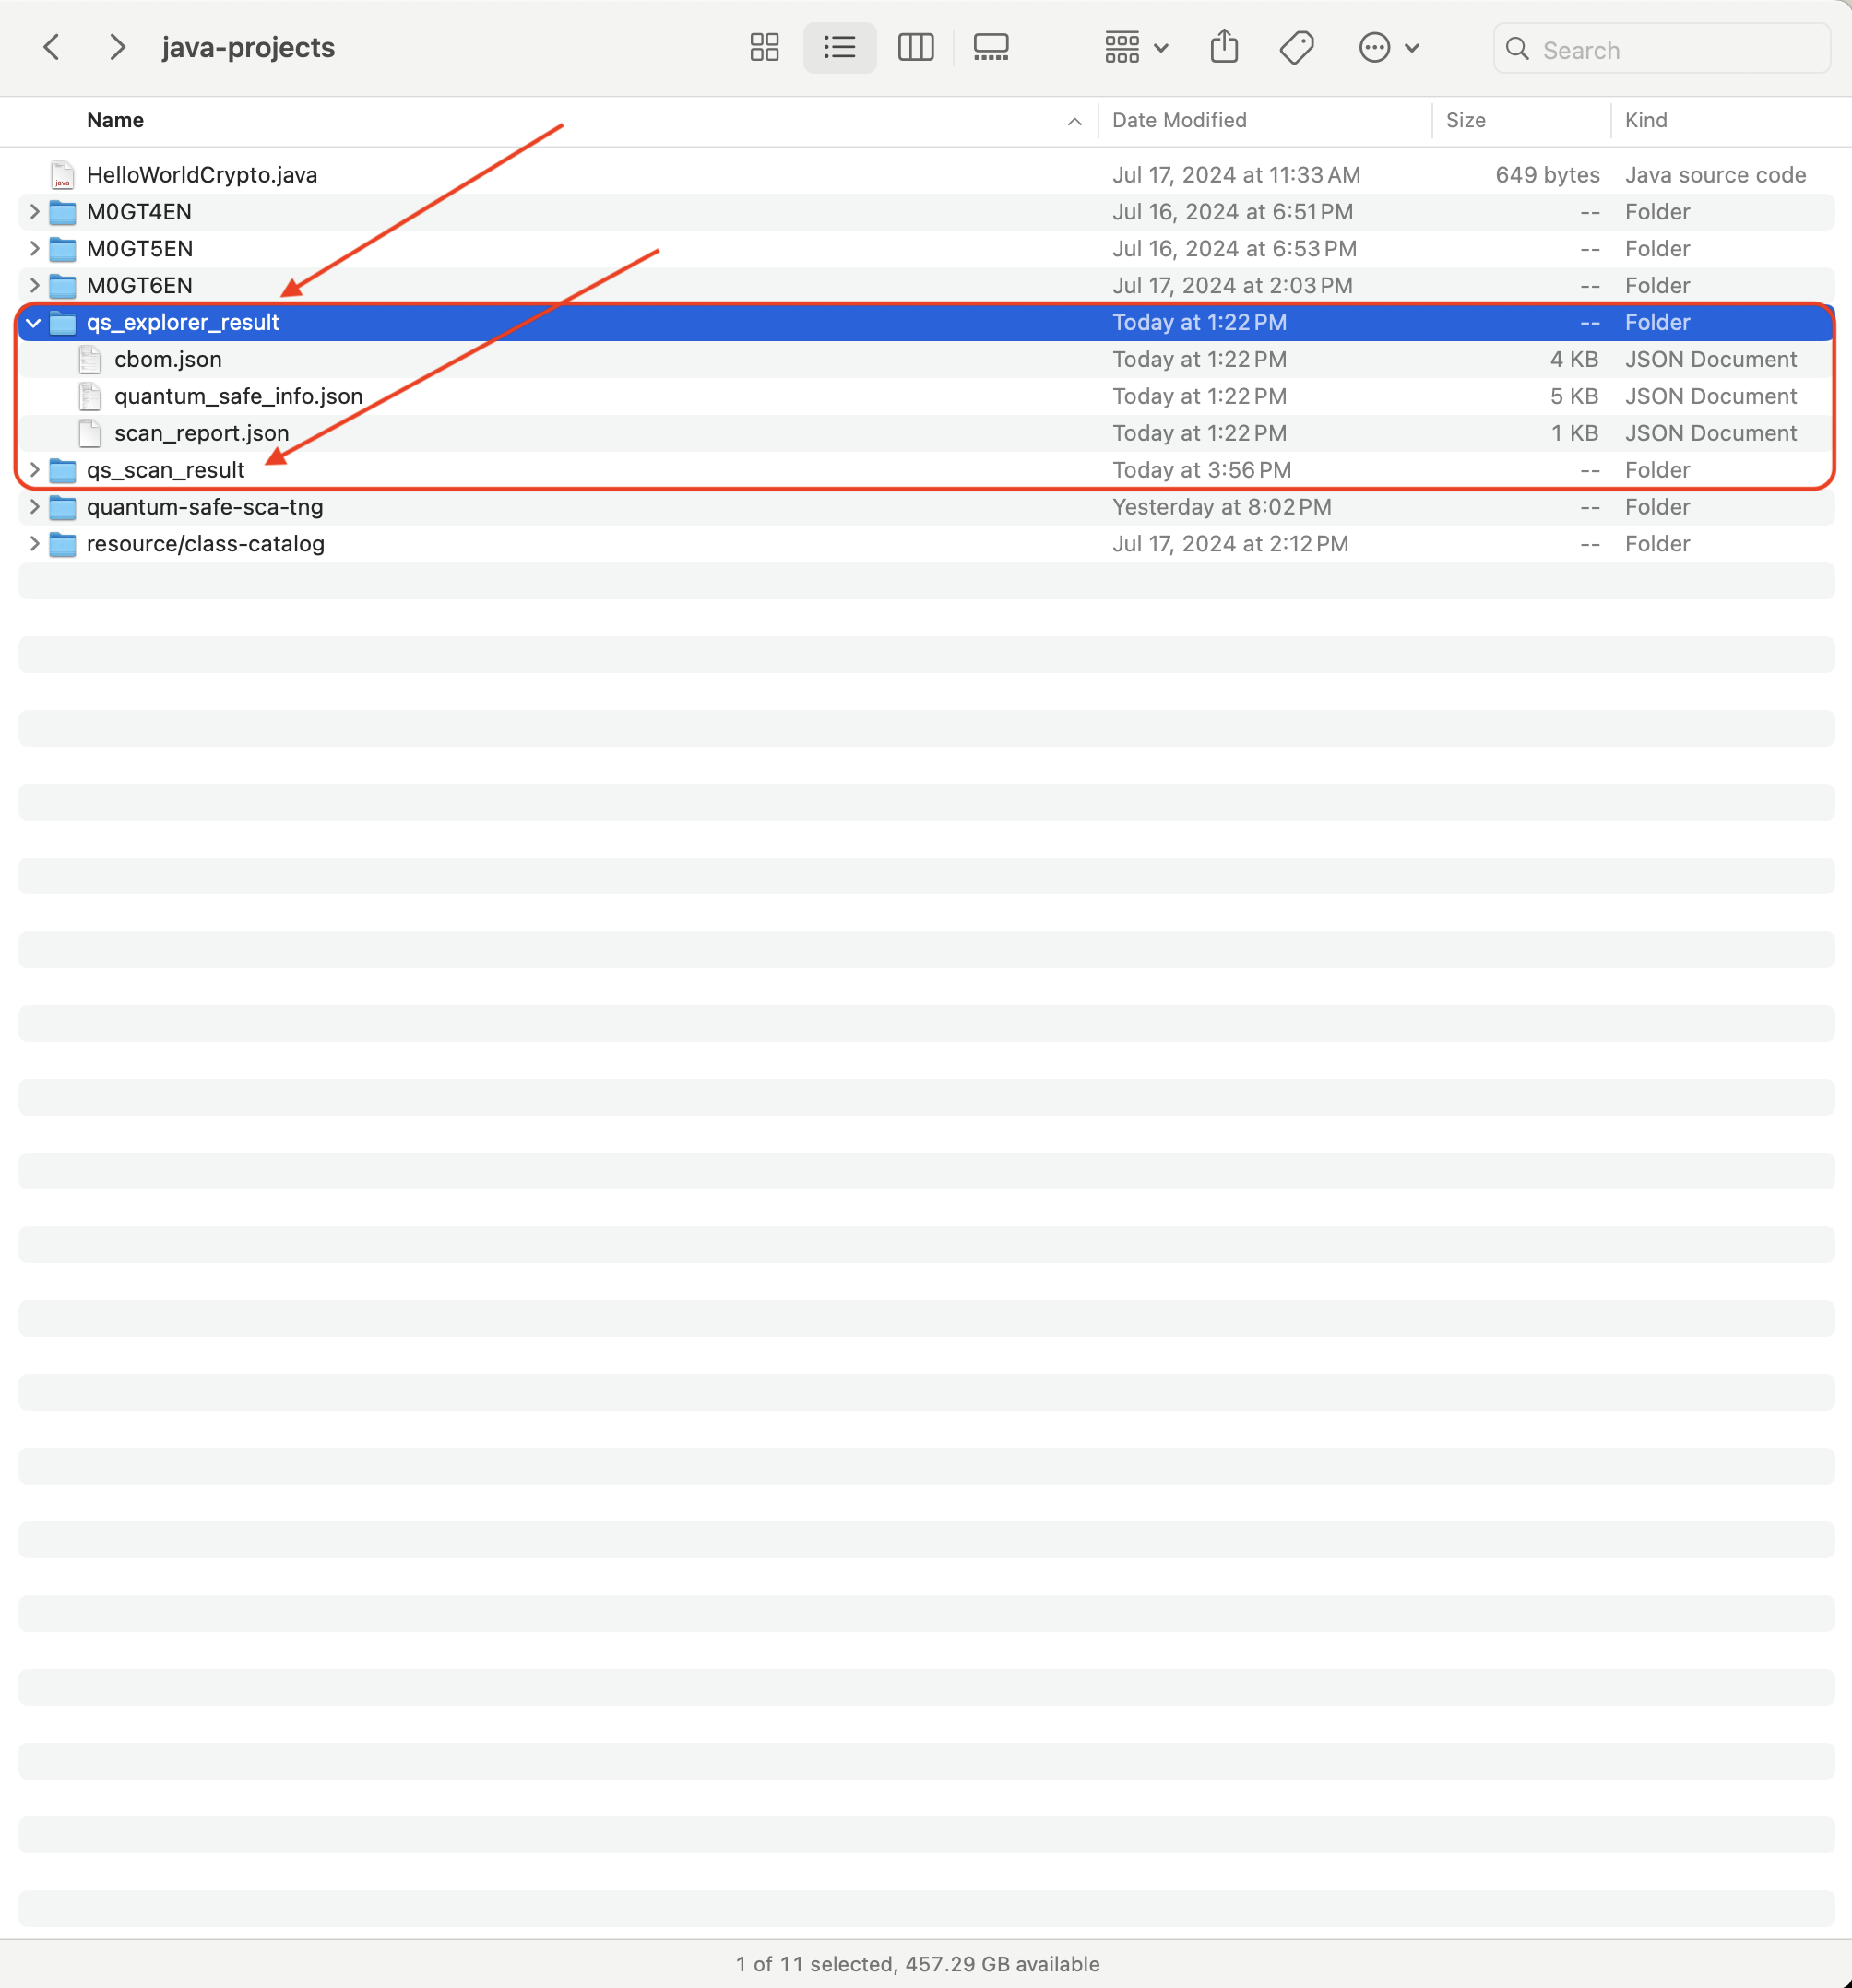 java-projects
Search
Name Date Modified Size Kind
java
HelloWorldCrypto.java Jul 17, 2024 at 11:33 AM 649 bytes Java source code
M0GT4EN Jul 16, 2024 at 6:51 PM -- Folder
M0GT5EN Jul 16, 2024 at 6:53 PM -- Folder
M0GT6EN Jul 17, 2024 at 2:03 PM -- Folder
qs_explorer_result Today at 1:22 PM -- Folder
cbom.json Today at 1:22 PM 4 KB JSON Document
quantum_safe_info.json Today at 1:22 PM 5 KB JSON Document
scan_report.json Today at 1:22 PM 1 KB JSON Document
qs_scan_result Today at 3:56 PM -- Folder
quantum-safe-sca-tng Yesterday at 8:02 PM -- Folder
resource/class-catalog Jul 17, 2024 at 2:12 PM -- Folder
1 of 11 selected, 457.29 GB available